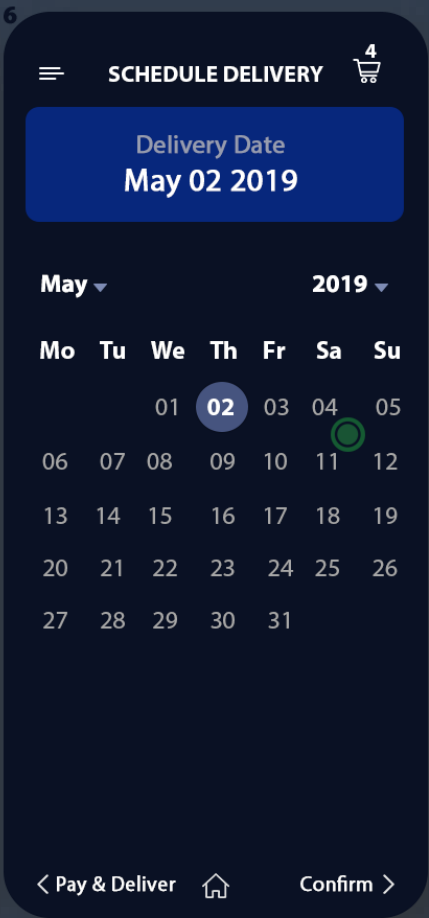 6
4
SCHEDULE DELIVERY
Delivery Date
May 02 2019
May 2019
Mo Tu We Th Fr Sa Su
01 02 03 04 05
06 07 08 09 10 11 12
13 14 15 16 17 18 19
20 21 22 23 24 25 26
27 28 29 30 31
Pay & Deliver Confirm